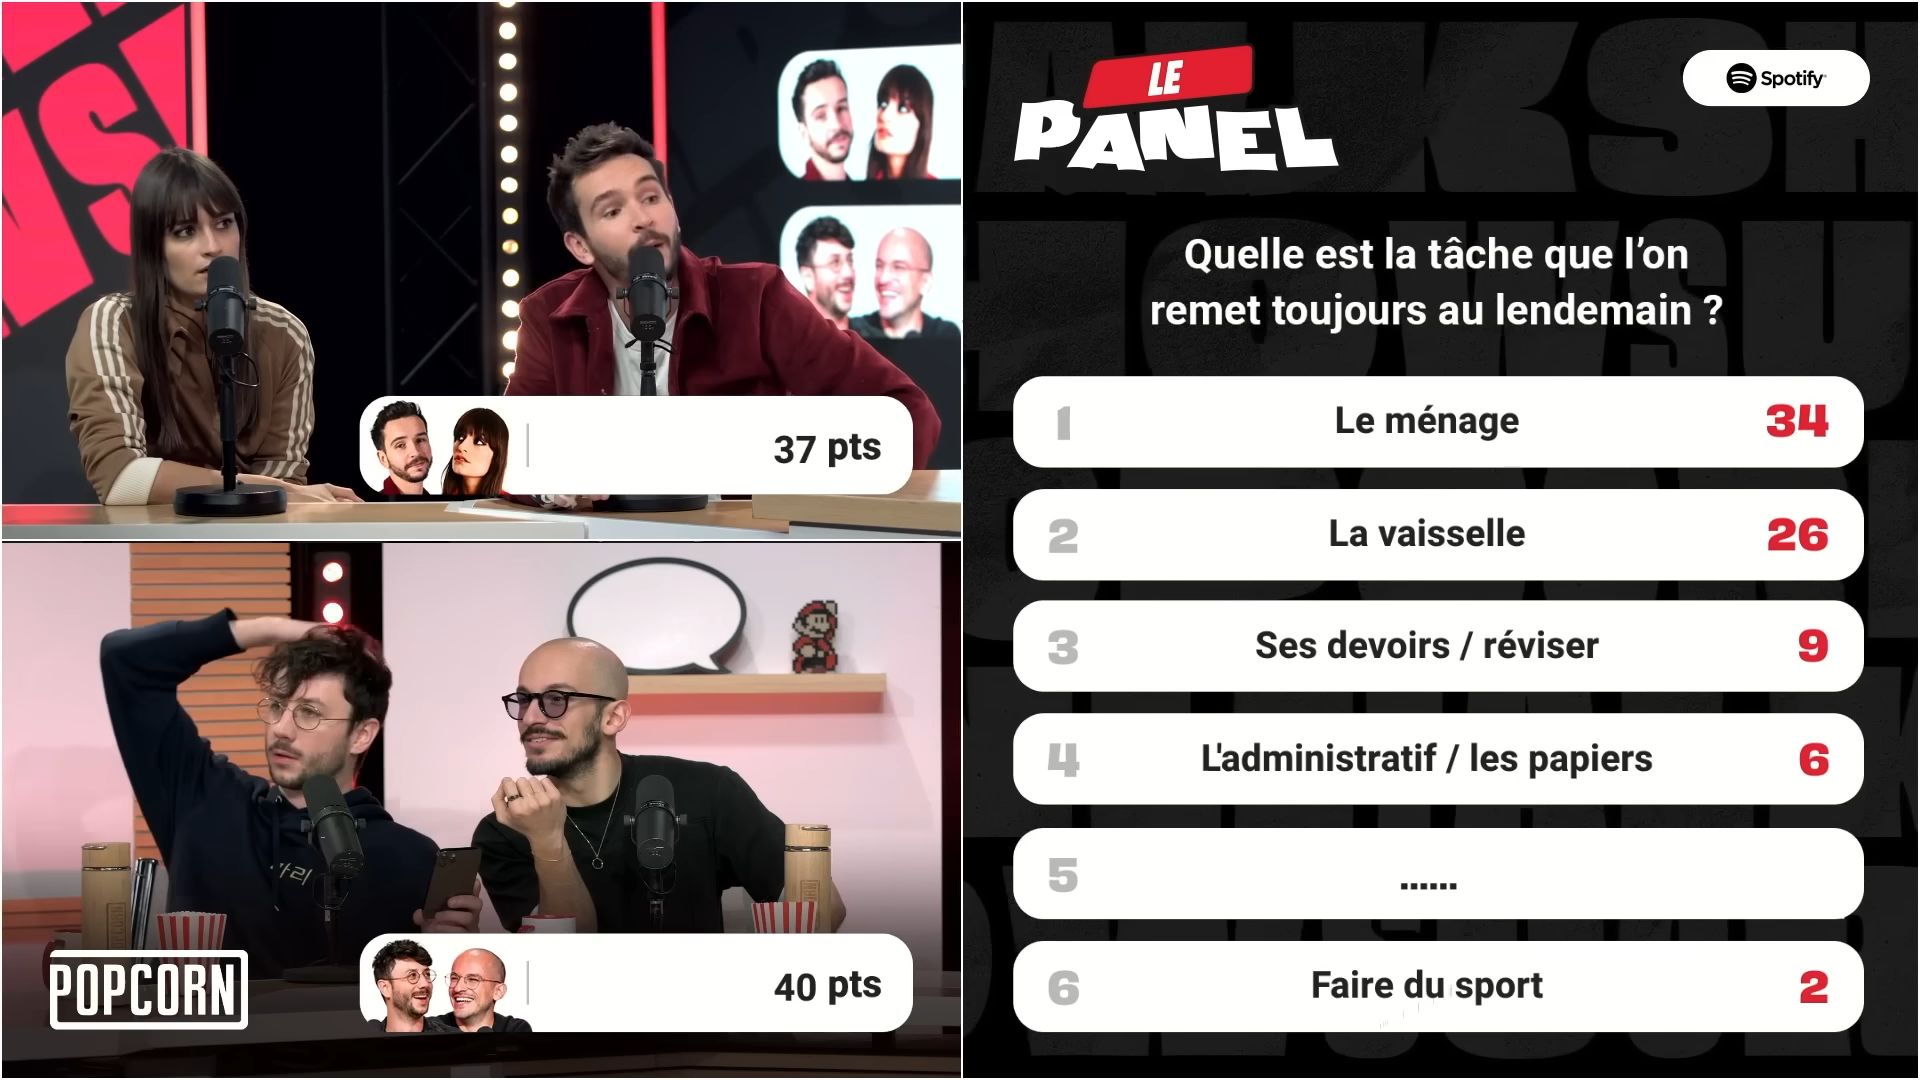 37 pts
POPCORN
40 pts
LE
PANEL
Spotify
Quelle est la tâche que l’on
remet toujours au lendemain ?
1 Le ménage 34
2 La vaisselle 26
3 Ses devoirs / réviser 9
4 L'administratif / les papiers 6
5 ......
6 Faire du sport 2